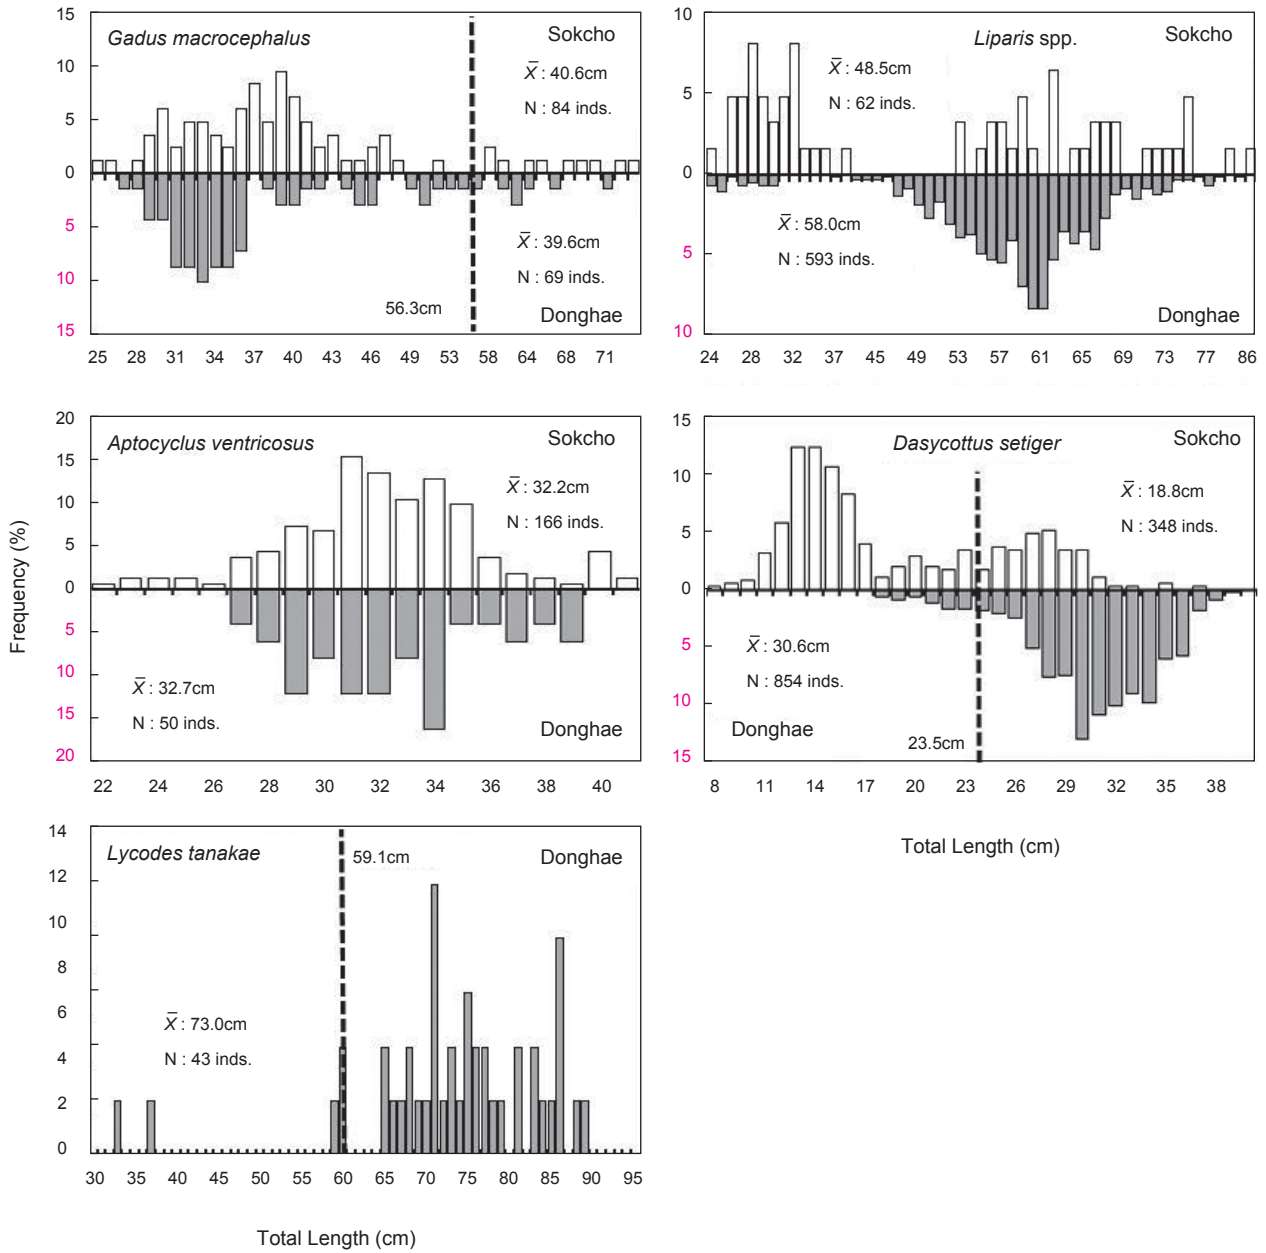 15
10
5
0
5
10
15
Gadus macrocephalus
Sokcho
X̄ : 40.6cm
N : 84 inds.
X̄ : 39.6cm
N : 69 inds.
56.3cm
Donghae
25 28 31 34 37 40 43 46 49 53 58 64 68 71
10
5
0
5
10
Liparis spp.
Sokcho
X̄ : 48.5cm
N : 62 inds.
X̄ : 58.0cm
N : 593 inds.
Donghae
24 28 32 37 45 49 53 57 61 65 69 73 77 86
Frequency (%)
20
15
10
5
0
5
10
15
20
Aptocyclus ventricosus
Sokcho
X̄ : 32.2cm
N : 166 inds.
X̄ : 32.7cm
N : 50 inds.
Donghae
22 24 26 28 30 32 34 36 38 40
15
10
5
0
5
10
15
Dasycottus setiger
Sokcho
X̄ : 18.8cm
N : 348 inds.
X̄ : 30.6cm
N : 854 inds.
Donghae
23.5cm
8 11 14 17 20 23 26 29 32 35 38
Total Length (cm)
14
12
10
8
6
4
2
0
Lycodes tanakae
59.1cm
Donghae
X̄ : 73.0cm
N : 43 inds.
30 35 40 45 50 55 60 65 70 75 80 85 90 95
Total Length (cm)